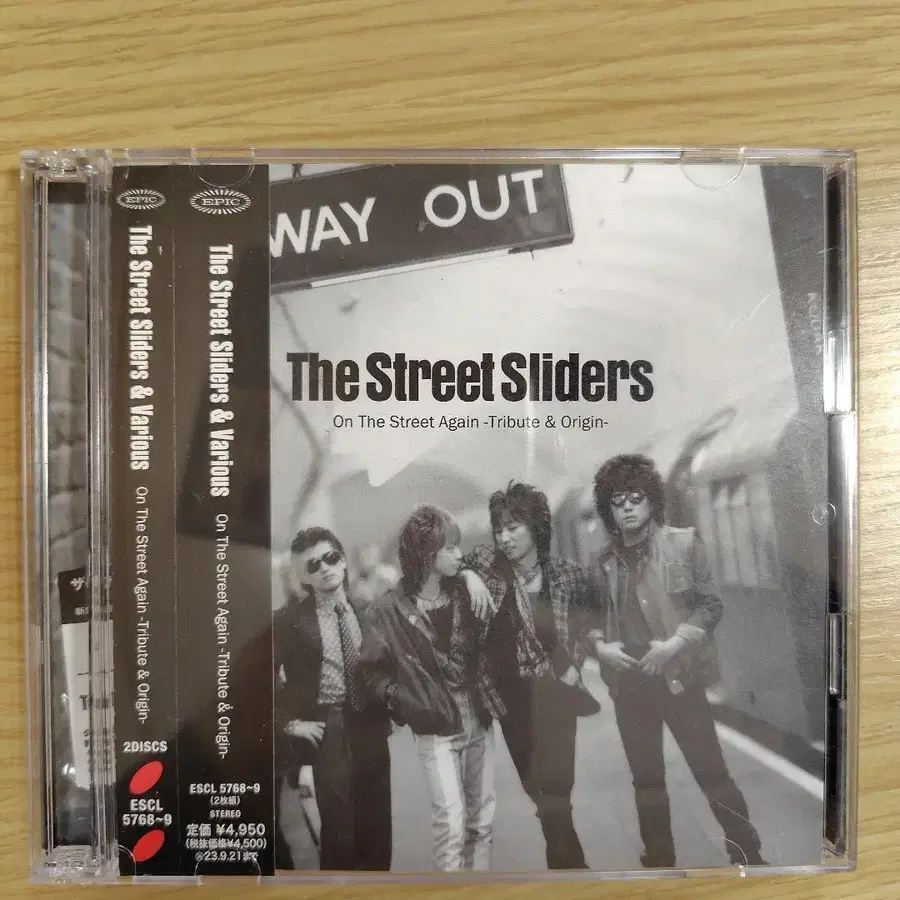 EPIC
The Street Sliders & Various
On The Street Again -Tribute & Origin-
2DISCS
ESCL
5768~9
EPIC
The Street Sliders & Various
On The Street Again -Tribute & Origin-
ESCL 5768~9
(2枚組)
STEREO
定価 ¥4,950
(税抜価格¥4,500)
Ⓡ23.9.21まで
WAY OUT
The Street Sliders
On The Street Again -Tribute & Origin-